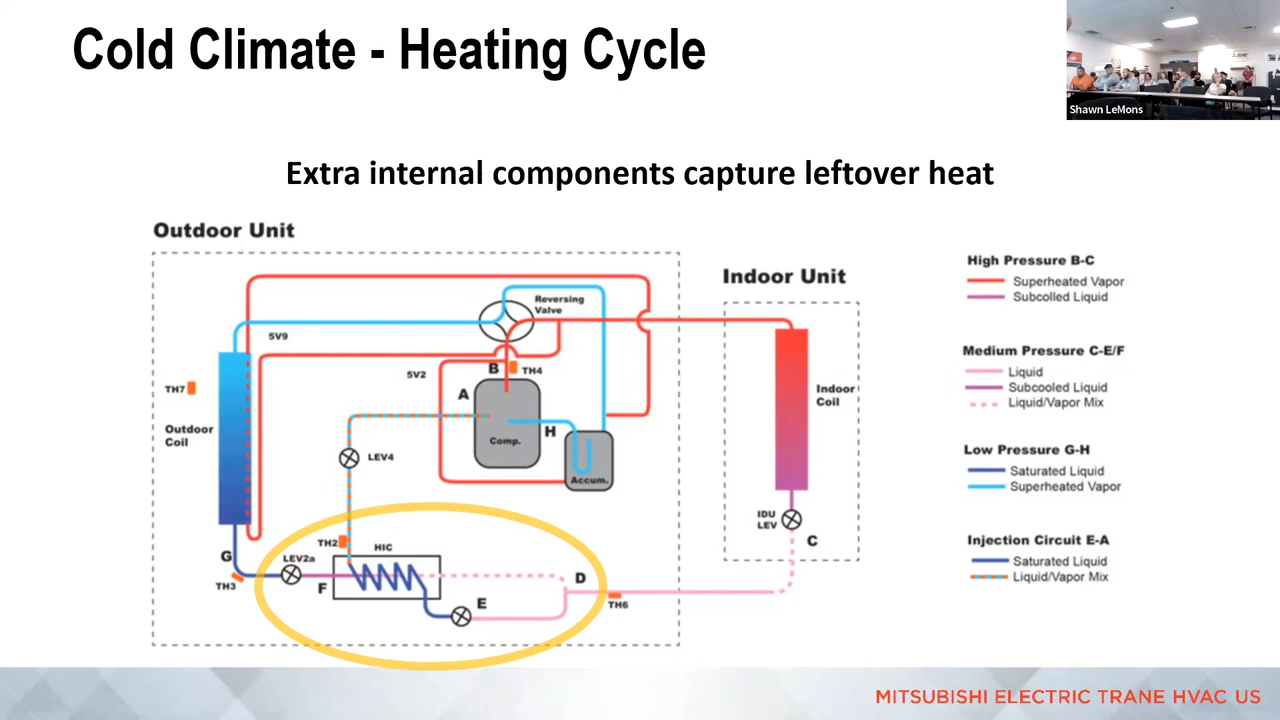 Cold Climate - Heating Cycle
Shawn LeMons
Extra internal components capture leftover heat
Outdoor Unit
Reversing
Valve
5V9
TH7
Outdoor
Coil
5V2
B
TH4
A
Comp.
H
Accum.
LEV4
TH2
HIC
G
LEV2a
TH3
F
E
D
TH6
Indoor Unit
Indoor
Coil
IDU
LEV
C
High Pressure B-C
Superheated Vapor
Subcolled Liquid
Medium Pressure C-E/F
Liquid
Subcooled Liquid
Liquid/Vapor Mix
Low Pressure G-H
Saturated Liquid
Superheated Vapor
Injection Circuit E-A
Saturated Liquid
Liquid/Vapor Mix
MITSUBISHI ELECTRIC TRANE HVAC US